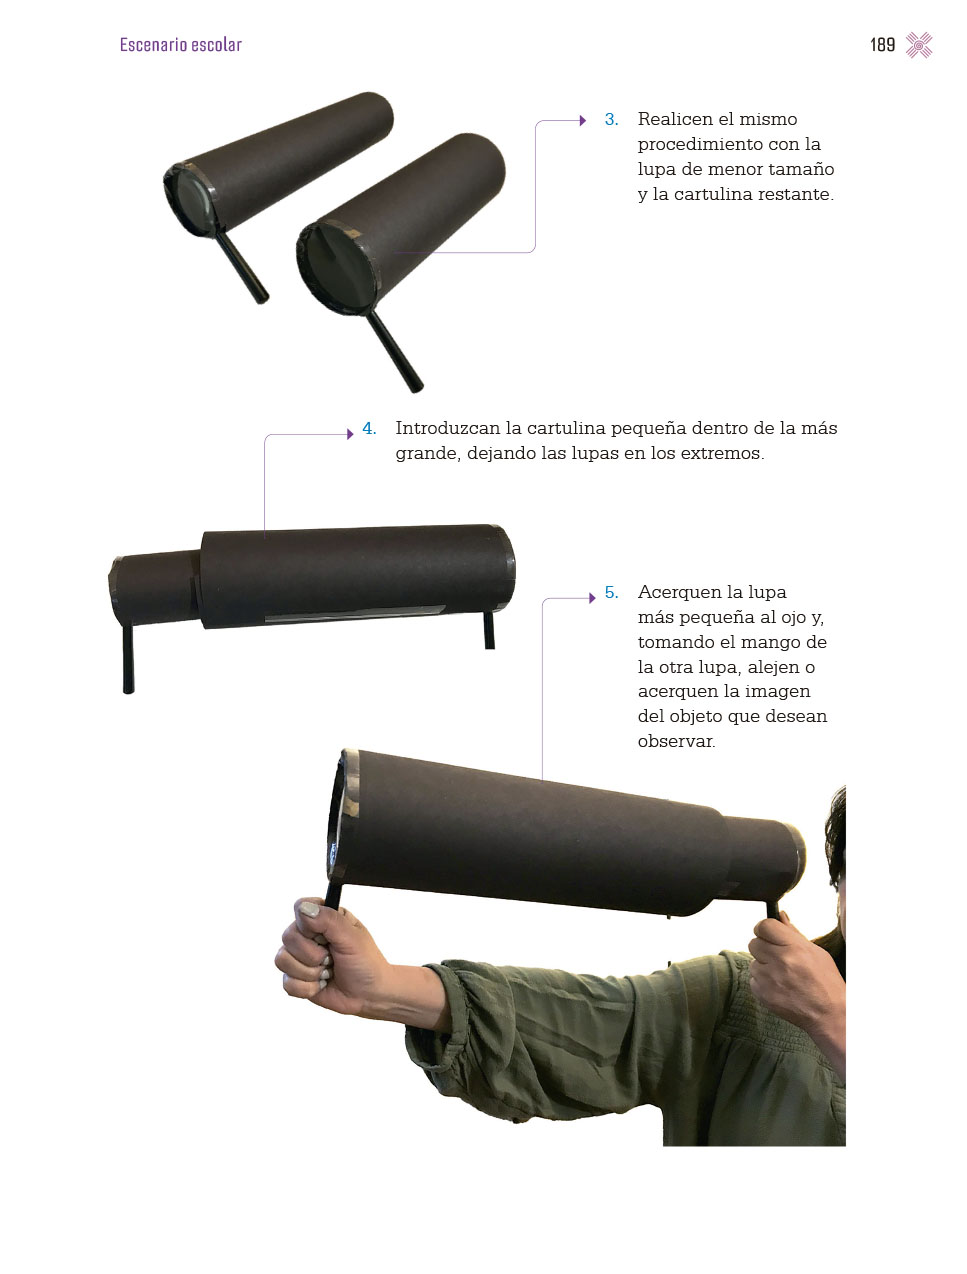 Escenario escolar
189
3. Realicen el mismo
procedimiento con la
lupa de menor tamaño
y la cartulina restante.
4. Introduzcan la cartulina pequeña dentro de la más
grande, dejando las lupas en los extremos.
5. Acerquen la lupa
más pequeña al ojo y,
tomando el mango de
la otra lupa, alejen o
acerquen la imagen
del objeto que desean
observar.